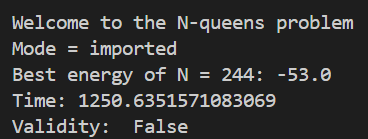 Welcome to the N-queens problem
Mode = imported
Best energy of N = 244: -53.0
Time: 1250.6351571083069
Validity:  False